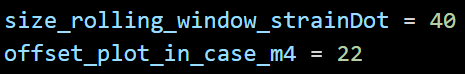 size_rolling_window_strainDot = 40
offset_plot_in_case_m4 = 22